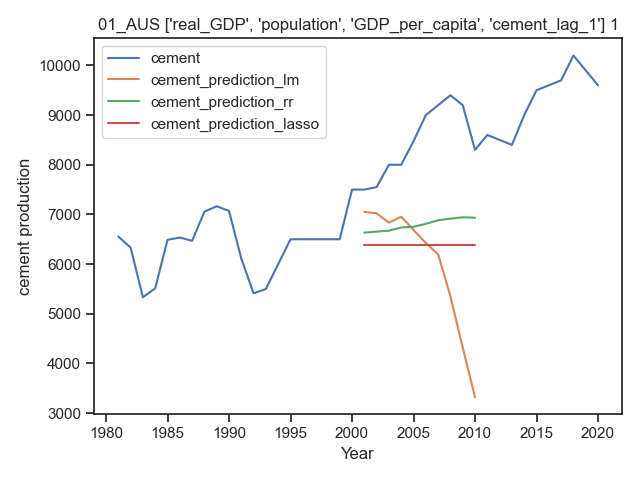 01_AUS ['real_GDP', 'population', 'GDP_per_capita', 'cement_lag_1'] 1
cement
cement_prediction_lm
cement_prediction_rr
cement_prediction_lasso
cement production
10000
9000
8000
7000
6000
5000
4000
3000
1980 1985 1990 1995 2000 2005 2010 2015 2020
Year